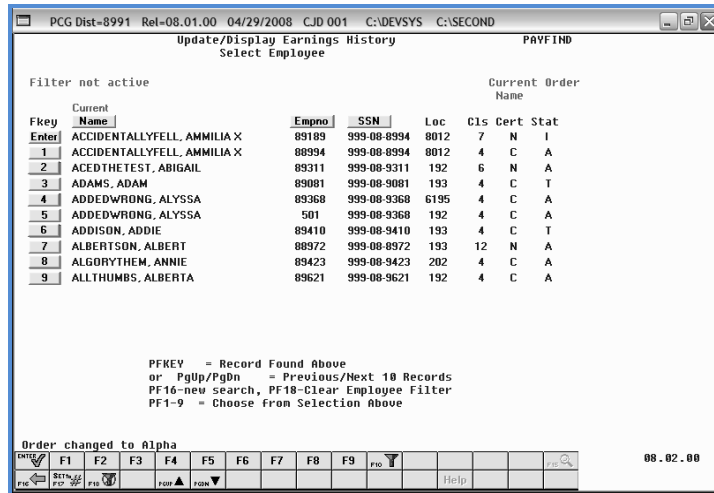 PCG Dist=8991 Rel=08.01.00 04/29/2008 CJD 001 C:\DEVSYS C:\SECOND
Update/Display Earnings History PAYFIND
Select Employee
Filter not active Current Order
Name
Current
Fkey Name Empno SSN Loc Cls Cert Stat
Enter ACCIDENTALLYFELL, AMMILIA X 89189 999-08-8994 8012 7 N I
1 ACCIDENTALLYFELL, AMMILIA X 88994 999-08-8994 8012 4 C A
2 ACEDTHETEST, ABIGAIL 89311 999-08-9311 192 6 N A
3 ADAMS, ADAM 89081 999-08-9081 193 4 C T
4 ADDEDWRONG, ALYSSA 89368 999-08-9368 6195 4 C A
5 ADDEDWRONG, ALYSSA 501 999-08-9368 192 4 C A
6 ADDISON, ADDIE 89410 999-08-9410 193 4 C T
7 ALBERTSON, ALBERT 88972 999-08-8972 193 12 N A
8 ALGORYTHEM, ANNIE 89423 999-08-9423 202 4 C A
9 ALLTHUMBS, ALBERTA 89621 999-08-9621 192 4 C A
PFKEY = Record Found Above
or PgUp/PgDn = Previous/Next 10 Records
PF16-new search, PF18-Clear Employee Filter
PF1-9 = Choose from Selection Above
Order changed to Alpha
ENTER F1 F2 F3 F4 F5 F6 F7 F8 F9 F10 F15 08.02.00
F16 F17 F18 PGUP PGDN Help